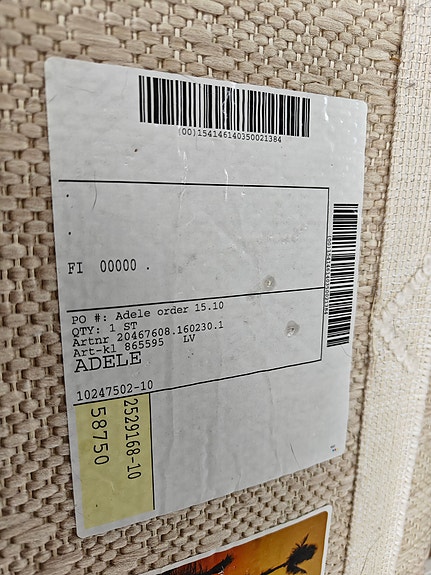 (00)154146140350021384
FI 00000 .
PO #: Adele order 15.10
QTY: 1 ST
Artnr 20467608.160230.1
Art-kl 865595 LV
ADELE
10247502-10
2529168-10
58750